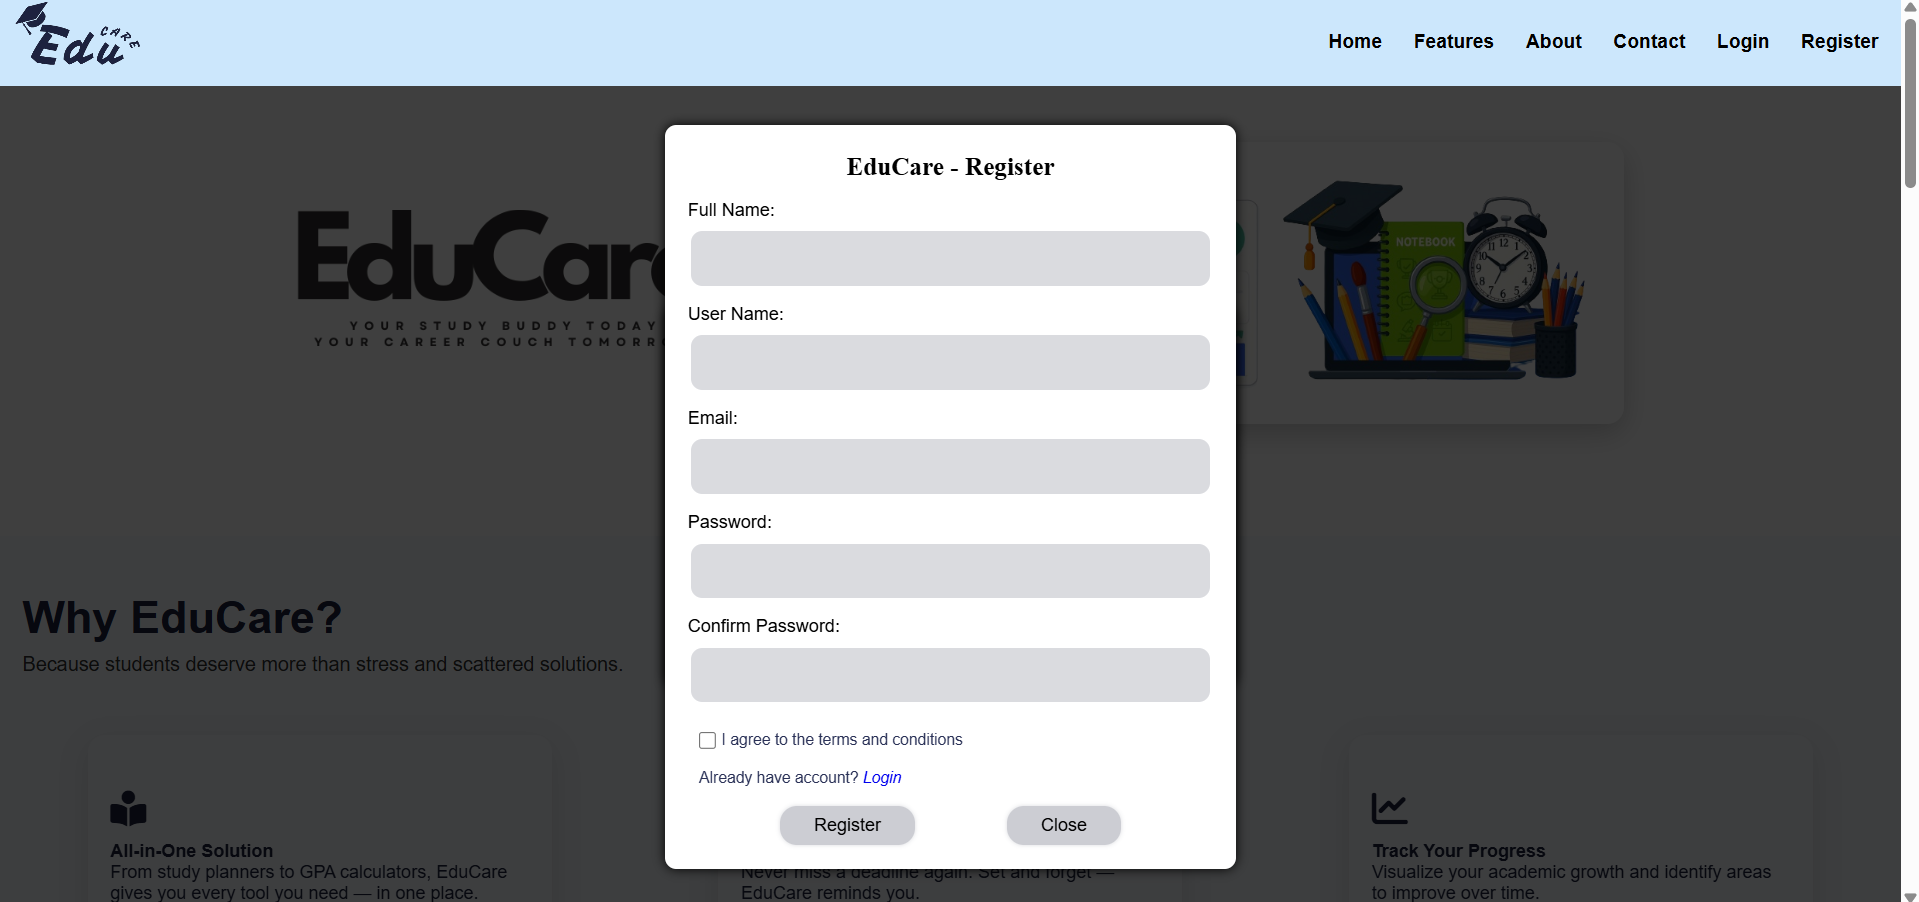 Edu CARE
Home Features About Contact Login Register
EduCare - Register
Full Name:
User Name:
Email:
Password:
Confirm Password:
I agree to the terms and conditions
Already have account? Login
Register Close
EduCare
YOUR STUDY BUDDY TODAY
YOUR CAREER COUCH
NOTEBOOK
Why EduCare?
Because students deserve more than stress and scattered solutions.
All-in-One Solution
From study planners to GPA calculators, EduCare
gives you every tool you need — in one place.
Never miss a deadline again. Set and forget —
EduCare reminds you.
Track Your Progress
Visualize your academic growth and identify areas
to improve over time.